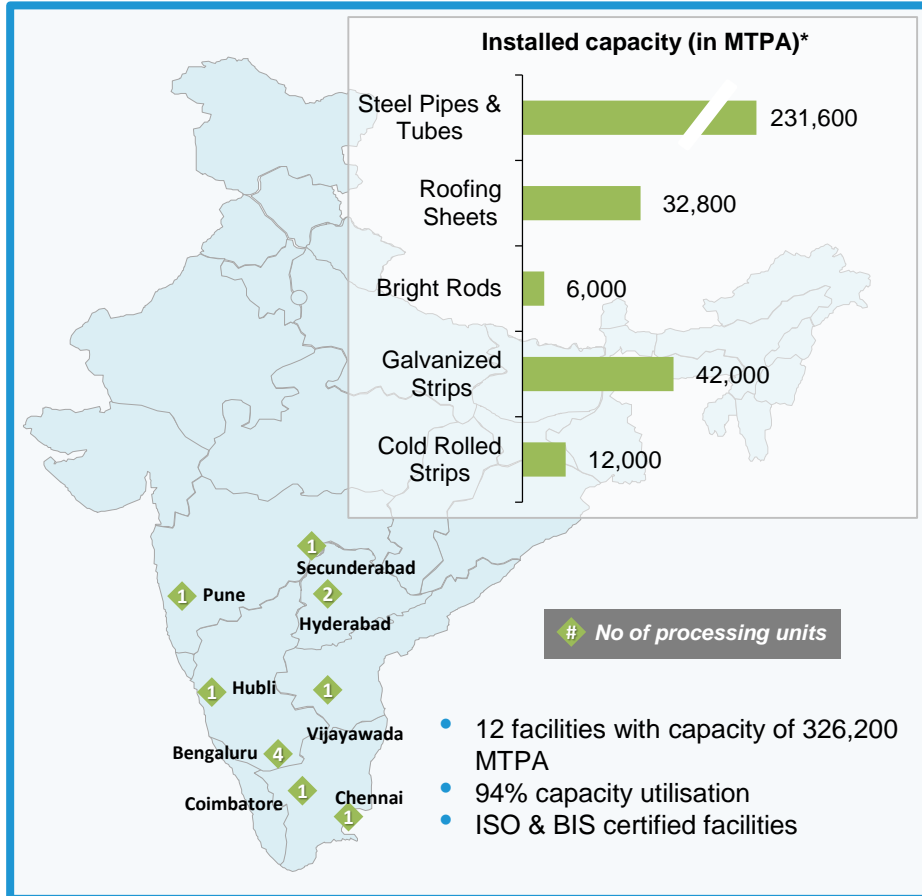 Installed capacity (in MTPA)*
Steel Pipes &
Tubes
231,600
Roofing
Sheets
32,800
Bright Rods
6,000
Galvanized
Strips
42,000
Cold Rolled
Strips
12,000
1
Secunderabad
1 Pune
2
Hyderabad
# No of processing units
1 Hubli
1
Vijayawada
Bengaluru 4
1
Coimbatore
Chennai
1
• 12 facilities with capacity of 326,200
MTPA
• 94% capacity utilisation
• ISO & BIS certified facilities